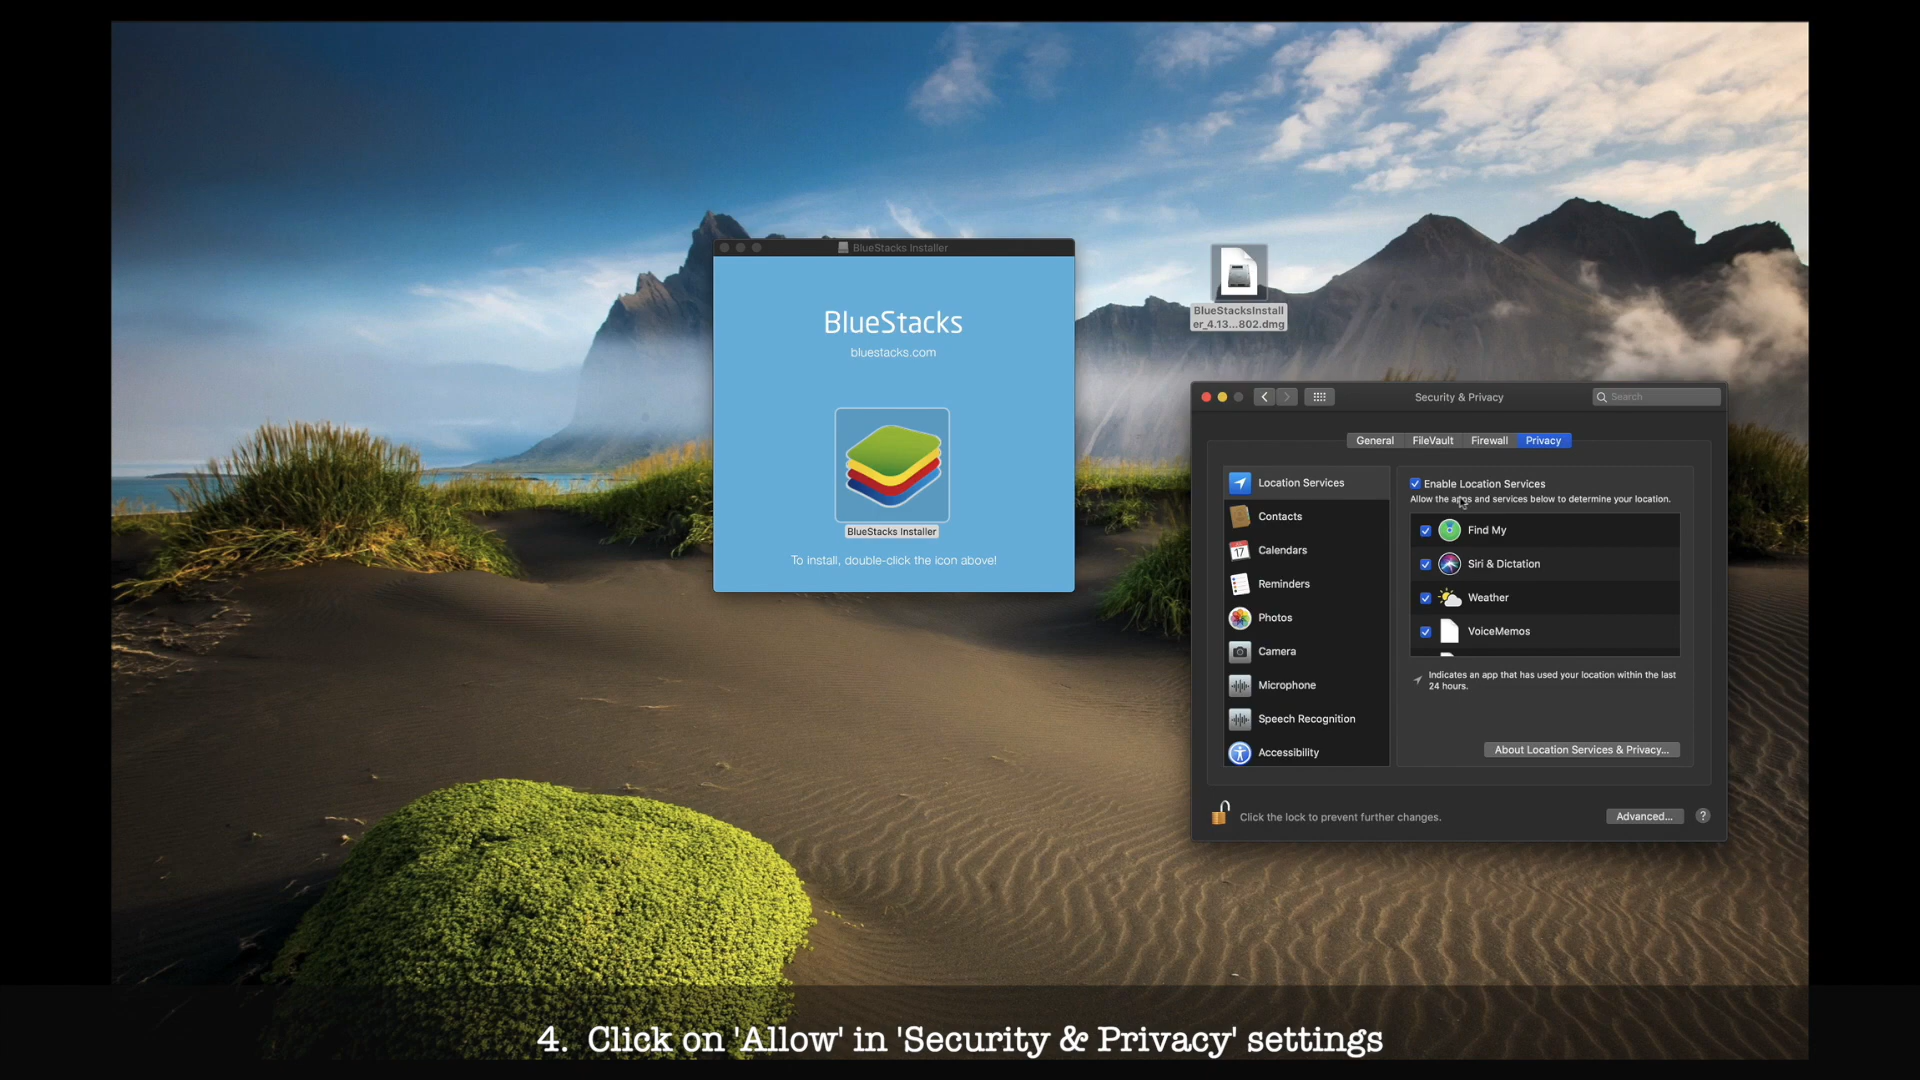 BlueStacks Installer
BlueStacks
bluestacks.com
BlueStacks Installer
To install, double-click the icon above!
BlueStacksInstall
er_4.13...802.dmg
Security & Privacy
Search
General
FileVault
Firewall
Privacy
Location Services
Contacts
17
Calendars
Reminders
Photos
Camera
Microphone
Speech Recognition
Accessibility
Enable Location Services
Allow the apps and services below to determine your location.
Find My
Siri & Dictation
Weather
VoiceMemos
Indicates an app that has used your location within the last
24 hours.
About Location Services & Privacy...
Click the lock to prevent further changes.
Advanced...
?
4. Click on 'Allow' in 'Security & Privacy' settings